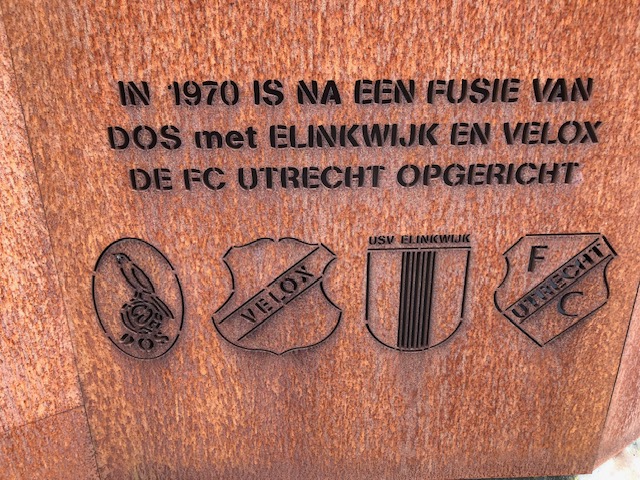 IN 1970 IS NA EEN FUSIE VAN
DOS met ELINKWIJK EN VELOX
DE FC UTRECHT OPGERICHT
DOS
VELOX
USV ELINKWIJK
F
UTRECHT
C